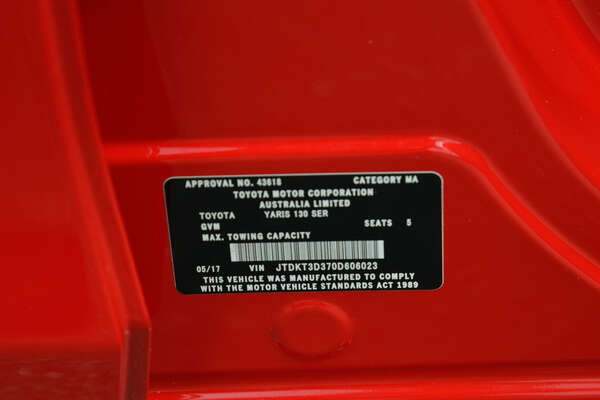 APPROVAL NO. 43618 CATEGORY MA
TOYOTA MOTOR CORPORATION
AUSTRALIA LIMITED
TOYOTA YARIS 130 SER
GVM SEATS 5
MAX. TOWING CAPACITY
05/17 VIN JTDKT3D370D606023
THIS VEHICLE WAS MANUFACTURED TO COMPLY
WITH THE MOTOR VEHICLE STANDARDS ACT 1989